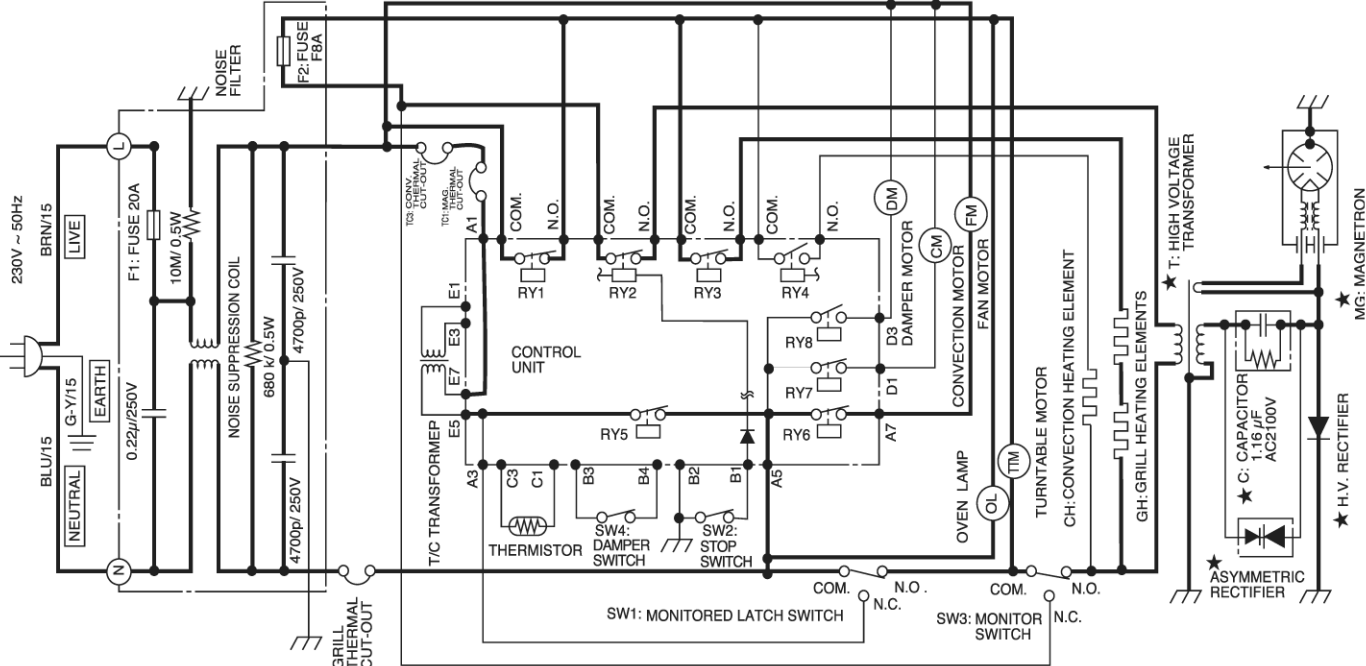 230V ~ 50Hz
BRN/15
LIVE
G-Y/15
EARTH
BLU/15
NEUTRAL
L
N
F1: FUSE 20A
10M/ 0.5W
0.22µ/250V
NOISE
FILTER
NOISE SUPPRESSION COIL
680 k/ 0.5W
4700p/ 250V
4700p/ 250V
F2: FUSE
F8A
GRILL
THERMAL
CUT-OUT
TC3: CONV.
THERMAL
CUT-OUT
TC1: MAG.
THERMAL
CUT-OUT
A1
COM.
N.O.
COM.
N.O.
COM.
N.O.
COM.
N.O.
RY1
RY2
RY3
RY4
E1
E3
E7
E5
CONTROL
UNIT
RY8
RY7
RY5
RY6
D3
D1
A7
T/C TRANSFORMEP
A3
C3
C1
B3
B4
B2
B1
A5
THERMISTOR
SW4:
DAMPER
SWITCH
SW2:
STOP
SWITCH
DM
CM
FM
DAMPER MOTOR
CONVECTION MOTOR
FAN MOTOR
OVEN LAMP
OL
TTM
TURNTABLE MOTOR
CH: CONVECTION HEATING ELEMENT
GH: GRILL HEATING ELEMENTS
COM.
N.O.
N.C.
SW1: MONITORED LATCH SWITCH
COM.
N.O.
N.C.
SW3: MONITOR
SWITCH
★ T: HIGH VOLTAGE
TRANSFORMER
★ C: CAPACITOR
1.16 µF
AC2100V
★
ASYMMETRIC
RECTIFIER
★ H.V. RECTIFIER
★
MG: MAGNETRON